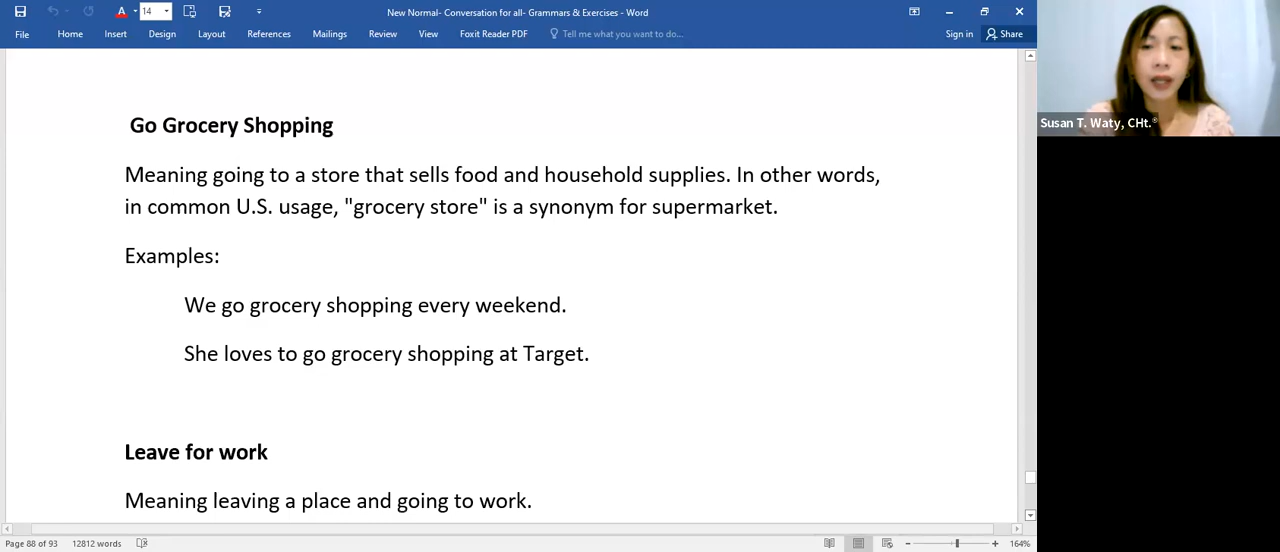 14
New Normal- Conversation for all- Grammars & Exercises - Word
File Home Insert Design Layout References Mailings Review View Foxit Reader PDF Tell me what you want to do... Sign in Share
Susan T. Waty, CHt.®
Go Grocery Shopping
Meaning going to a store that sells food and household supplies. In other words,
in common U.S. usage, "grocery store" is a synonym for supermarket.
Examples:
We go grocery shopping every weekend.
She loves to go grocery shopping at Target.
Leave for work
Meaning leaving a place and going to work.
Page 88 of 93 12812 words 164%